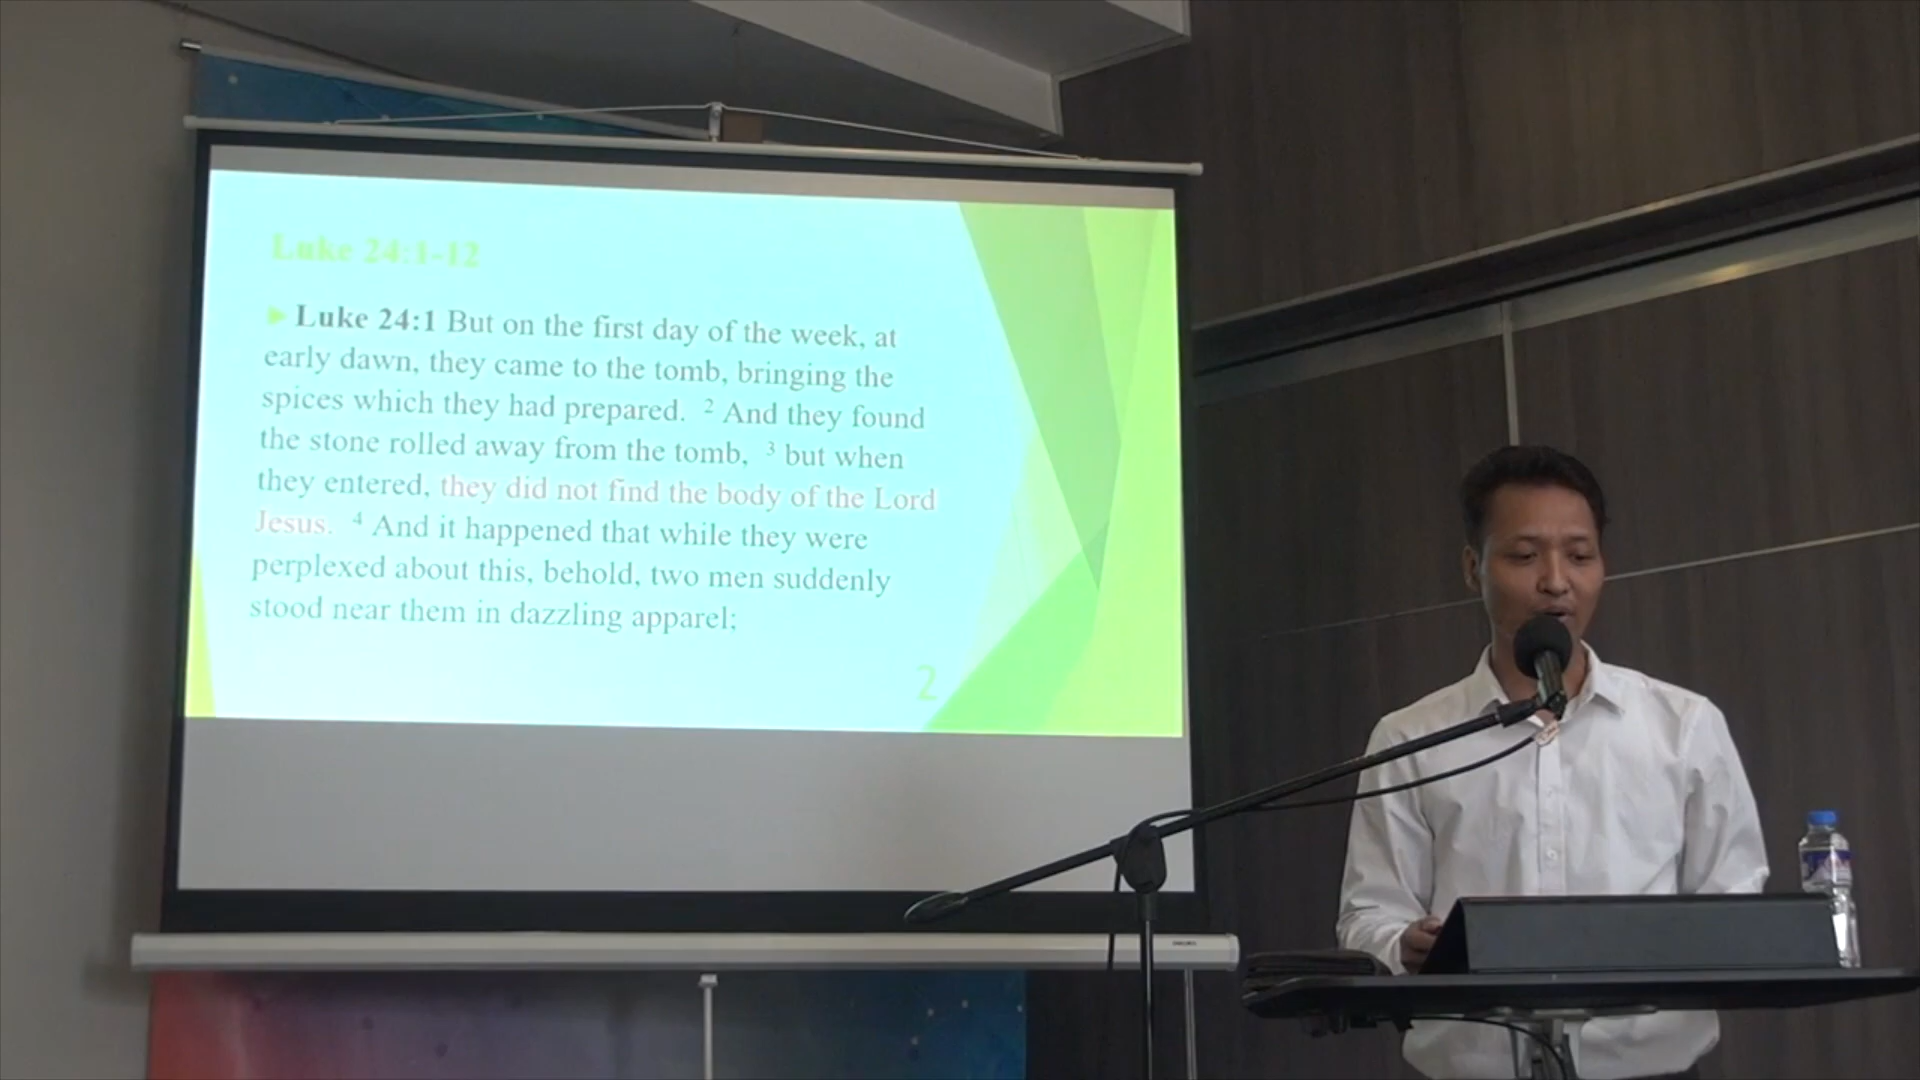 Luke 24:1-12
Luke 24:1 But on the first day of the week, at
early dawn, they came to the tomb, bringing the
spices which they had prepared. 2 And they found
the stone rolled away from the tomb, 3 but when
they entered, they did not find the body of the Lord
Jesus. 4 And it happened that while they were
perplexed about this, behold, two men suddenly
stood near them in dazzling apparel;
2